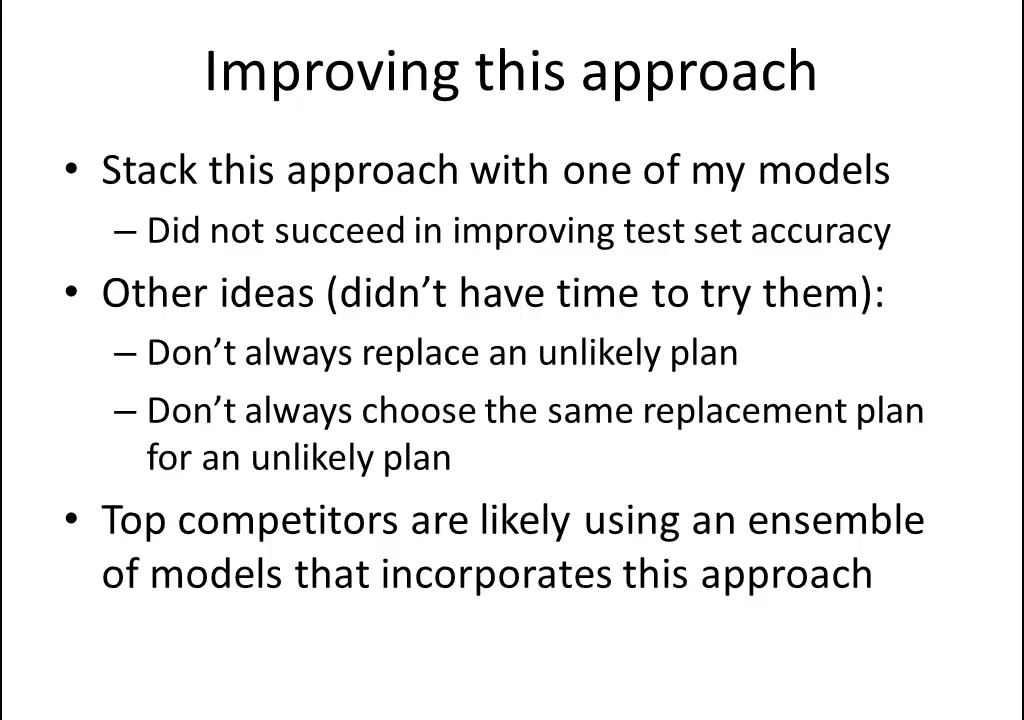 Improving this approach
• Stack this approach with one of my models
– Did not succeed in improving test set accuracy
• Other ideas (didn’t have time to try them):
– Don’t always replace an unlikely plan
– Don’t always choose the same replacement plan
for an unlikely plan
• Top competitors are likely using an ensemble
of models that incorporates this approach